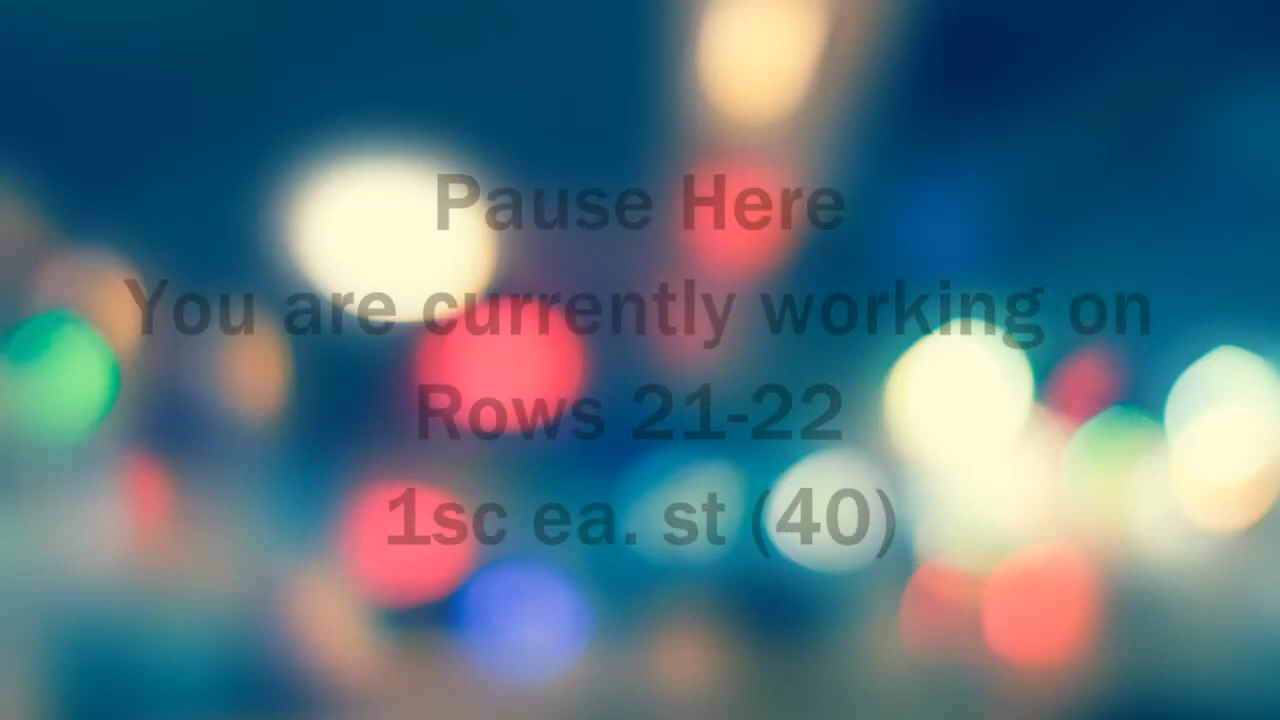 Pause Here
You are currently working on
Rows 21-22
1sc ea. st (40)